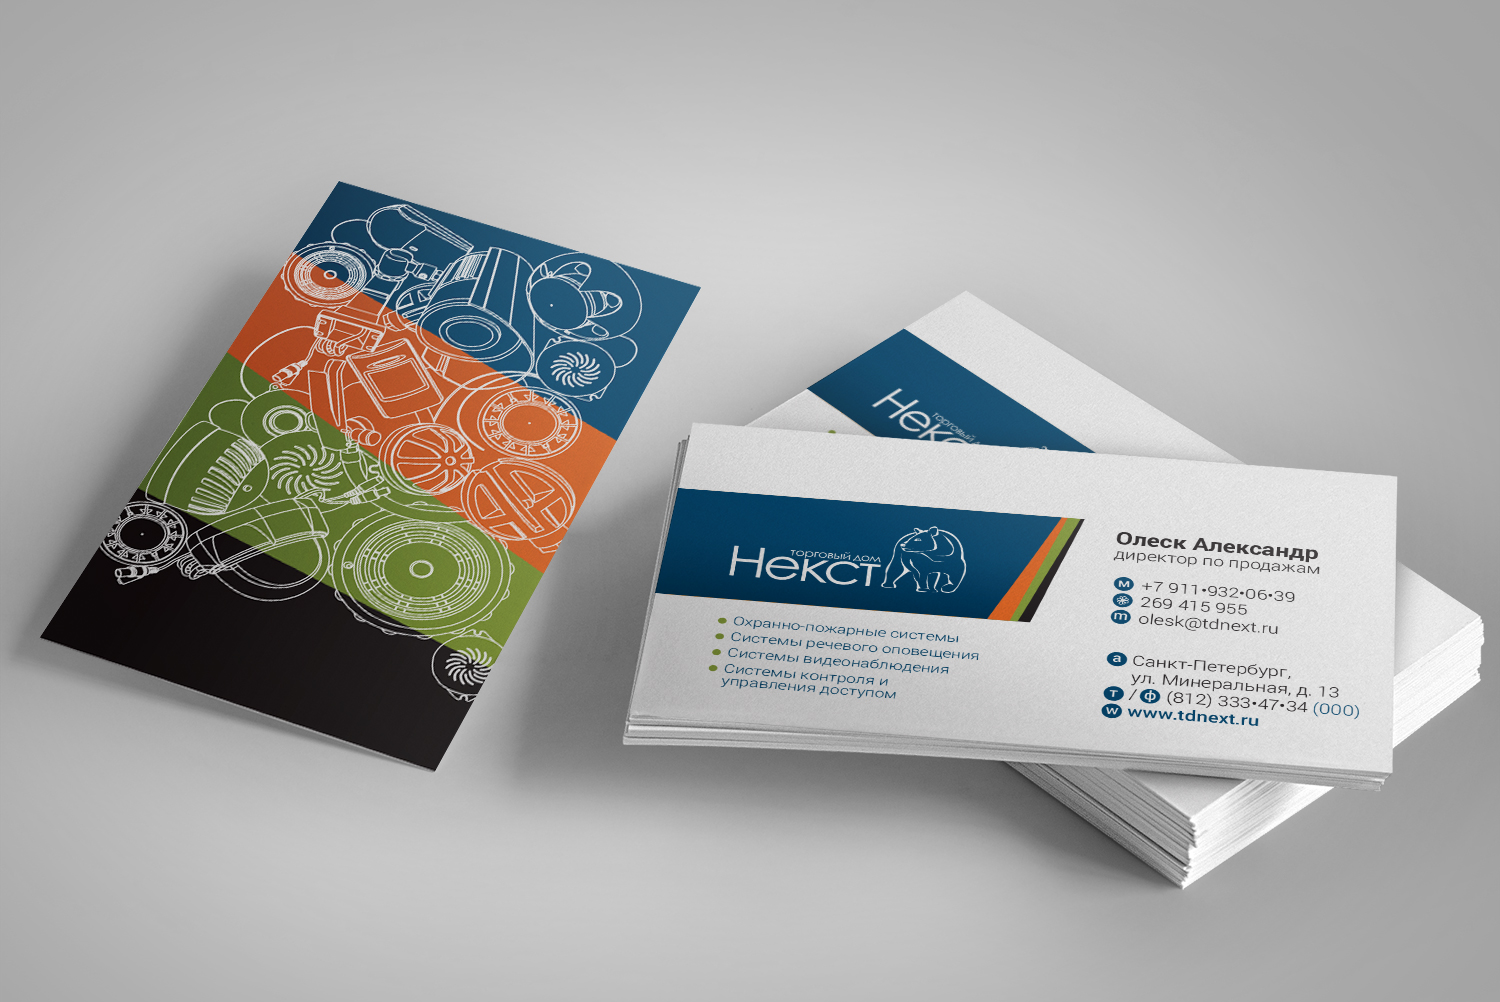 торговый дом
Некст
торговый дом
Некст
Охранно-пожарные системы
Системы речевого оповещения
Системы видеонаблюдения
Системы контроля и
управления доступом
Олеск Александр
директор по продажам
м +7 911•932•06•39
269 415 955
m olesk@tdnext.ru
а Санкт-Петербург,
ул. Минеральная, д. 13
т / ф (812) 333•47•34 (000)
w www.tdnext.ru